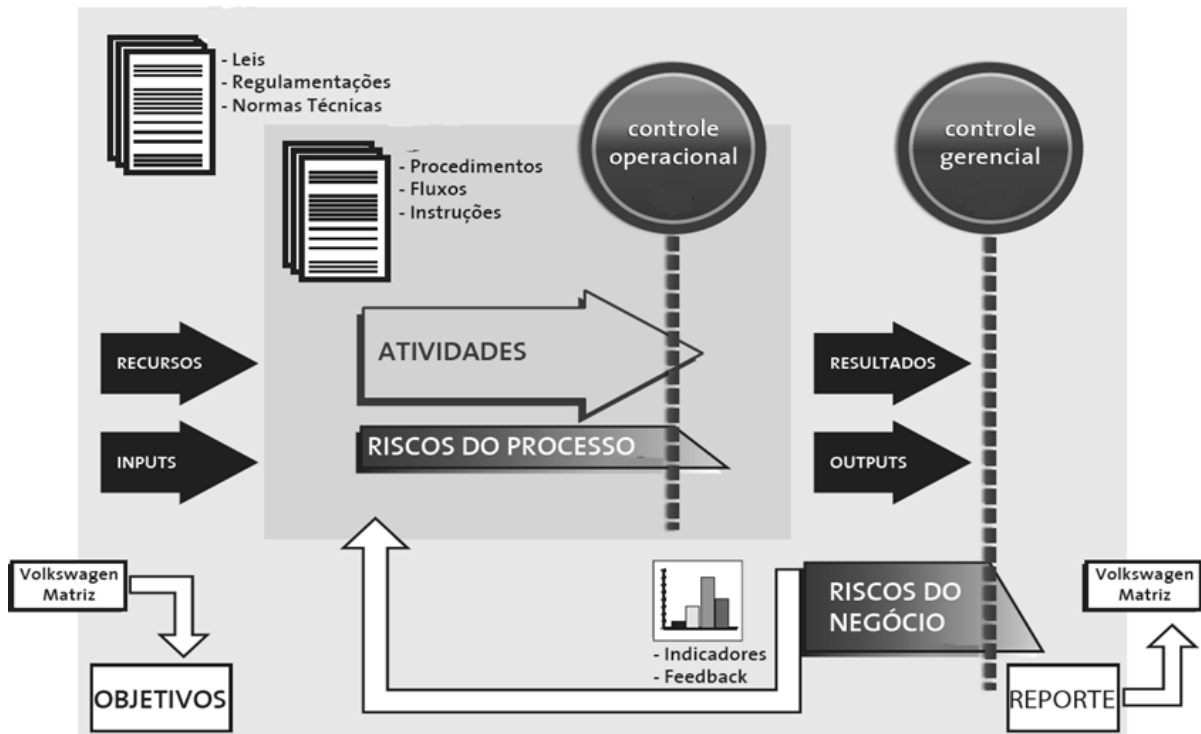 - Leis
- Regulamentações
- Normas Técnicas
- Procedimentos
- Fluxos
- Instruções
controle
operacional
controle
gerencial
RECURSOS
ATIVIDADES
RESULTADOS
INPUTS
RISCOS DO PROCESSO
OUTPUTS
Volkswagen
Matriz
OBJETIVOS
- Indicadores
- Feedback
RISCOS DO
NEGÓCIO
REPORTE
Volkswagen
Matriz